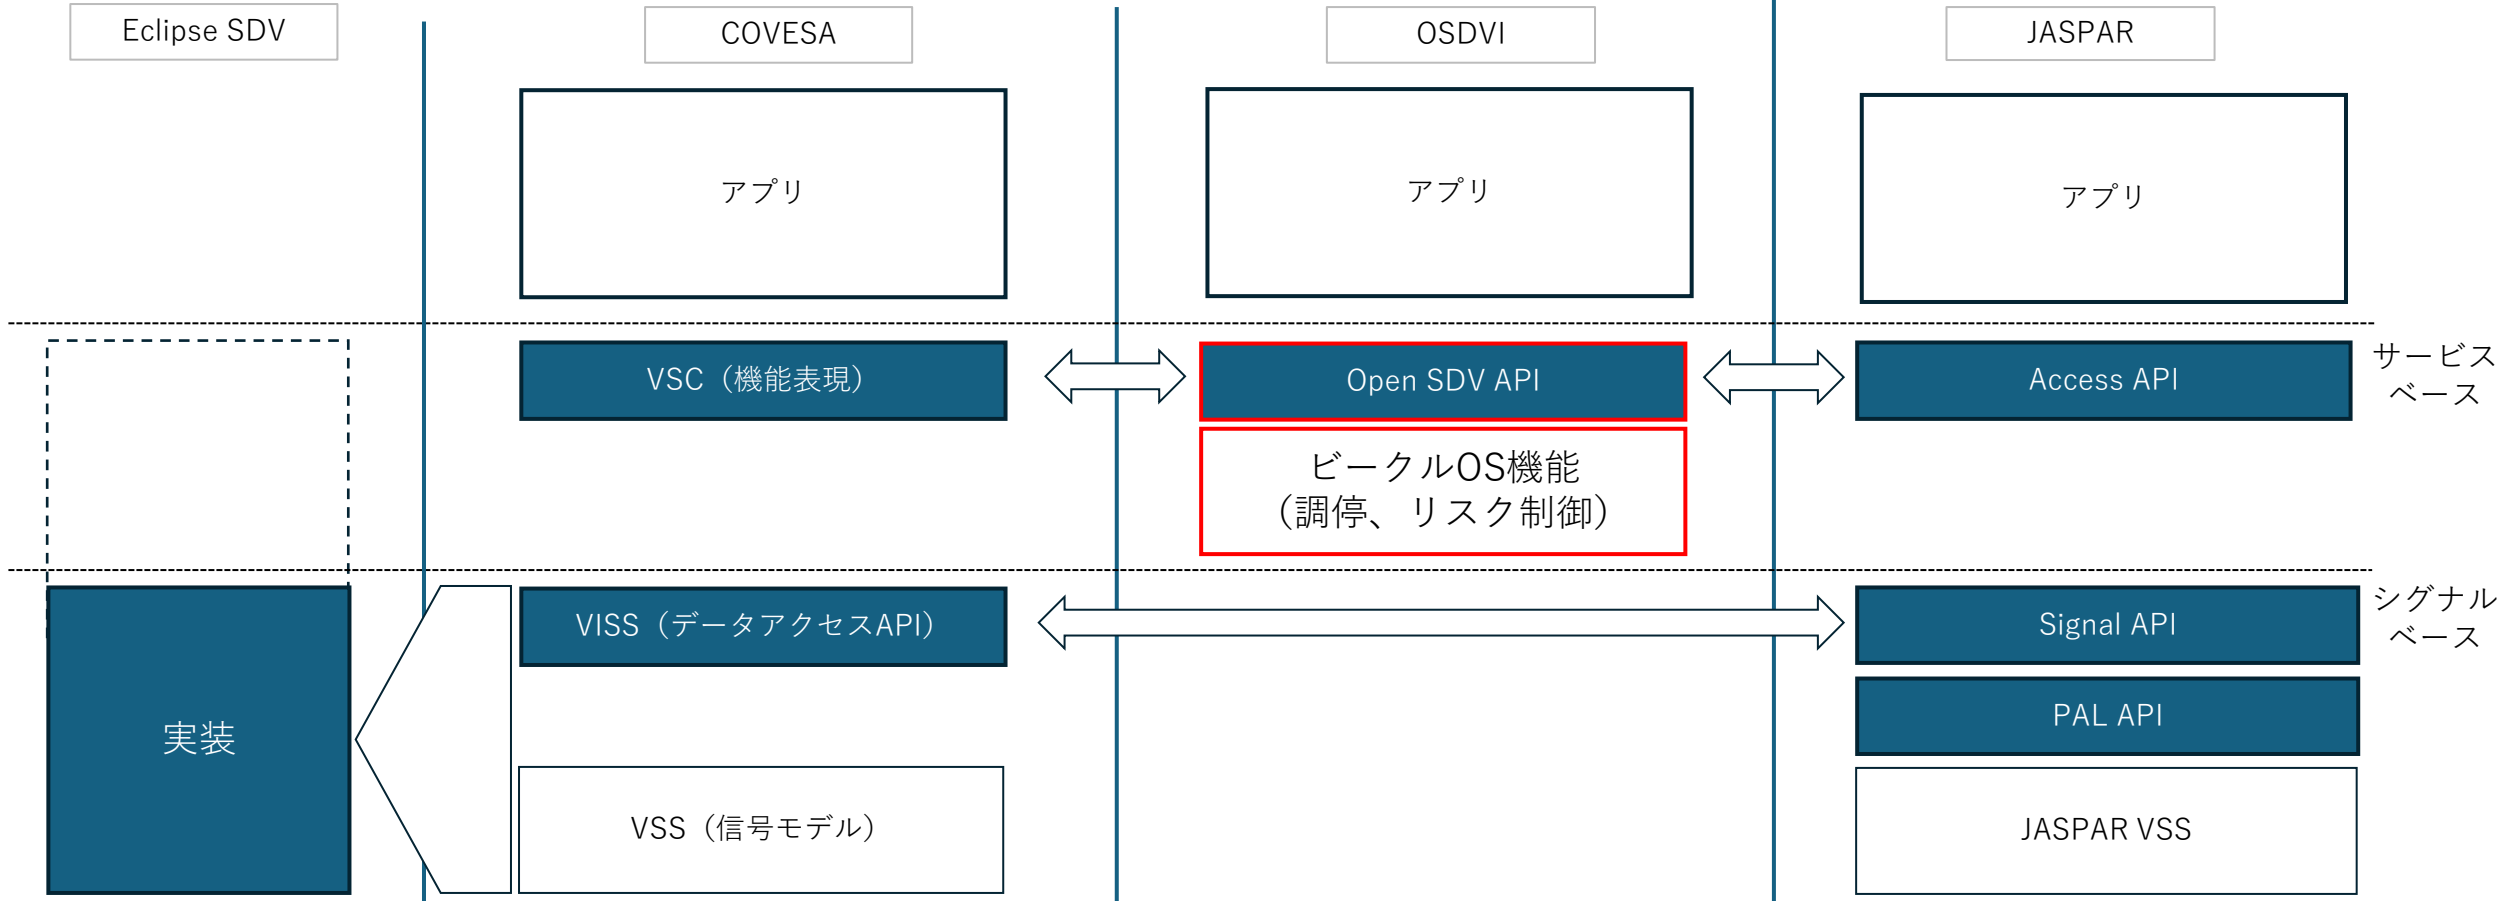 Eclipse SDV
COVESA
OSDVI
JASPAR
アプリ
アプリ
アプリ
VSC（機能表現）
Open SDV API
Access API
サービス
ベース
ビークルOS機能
（調停、リスク制御）
VISS（データアクセスAPI）
Signal API
シグナル
ベース
PAL API
実装
VSS（信号モデル）
JASPAR VSS